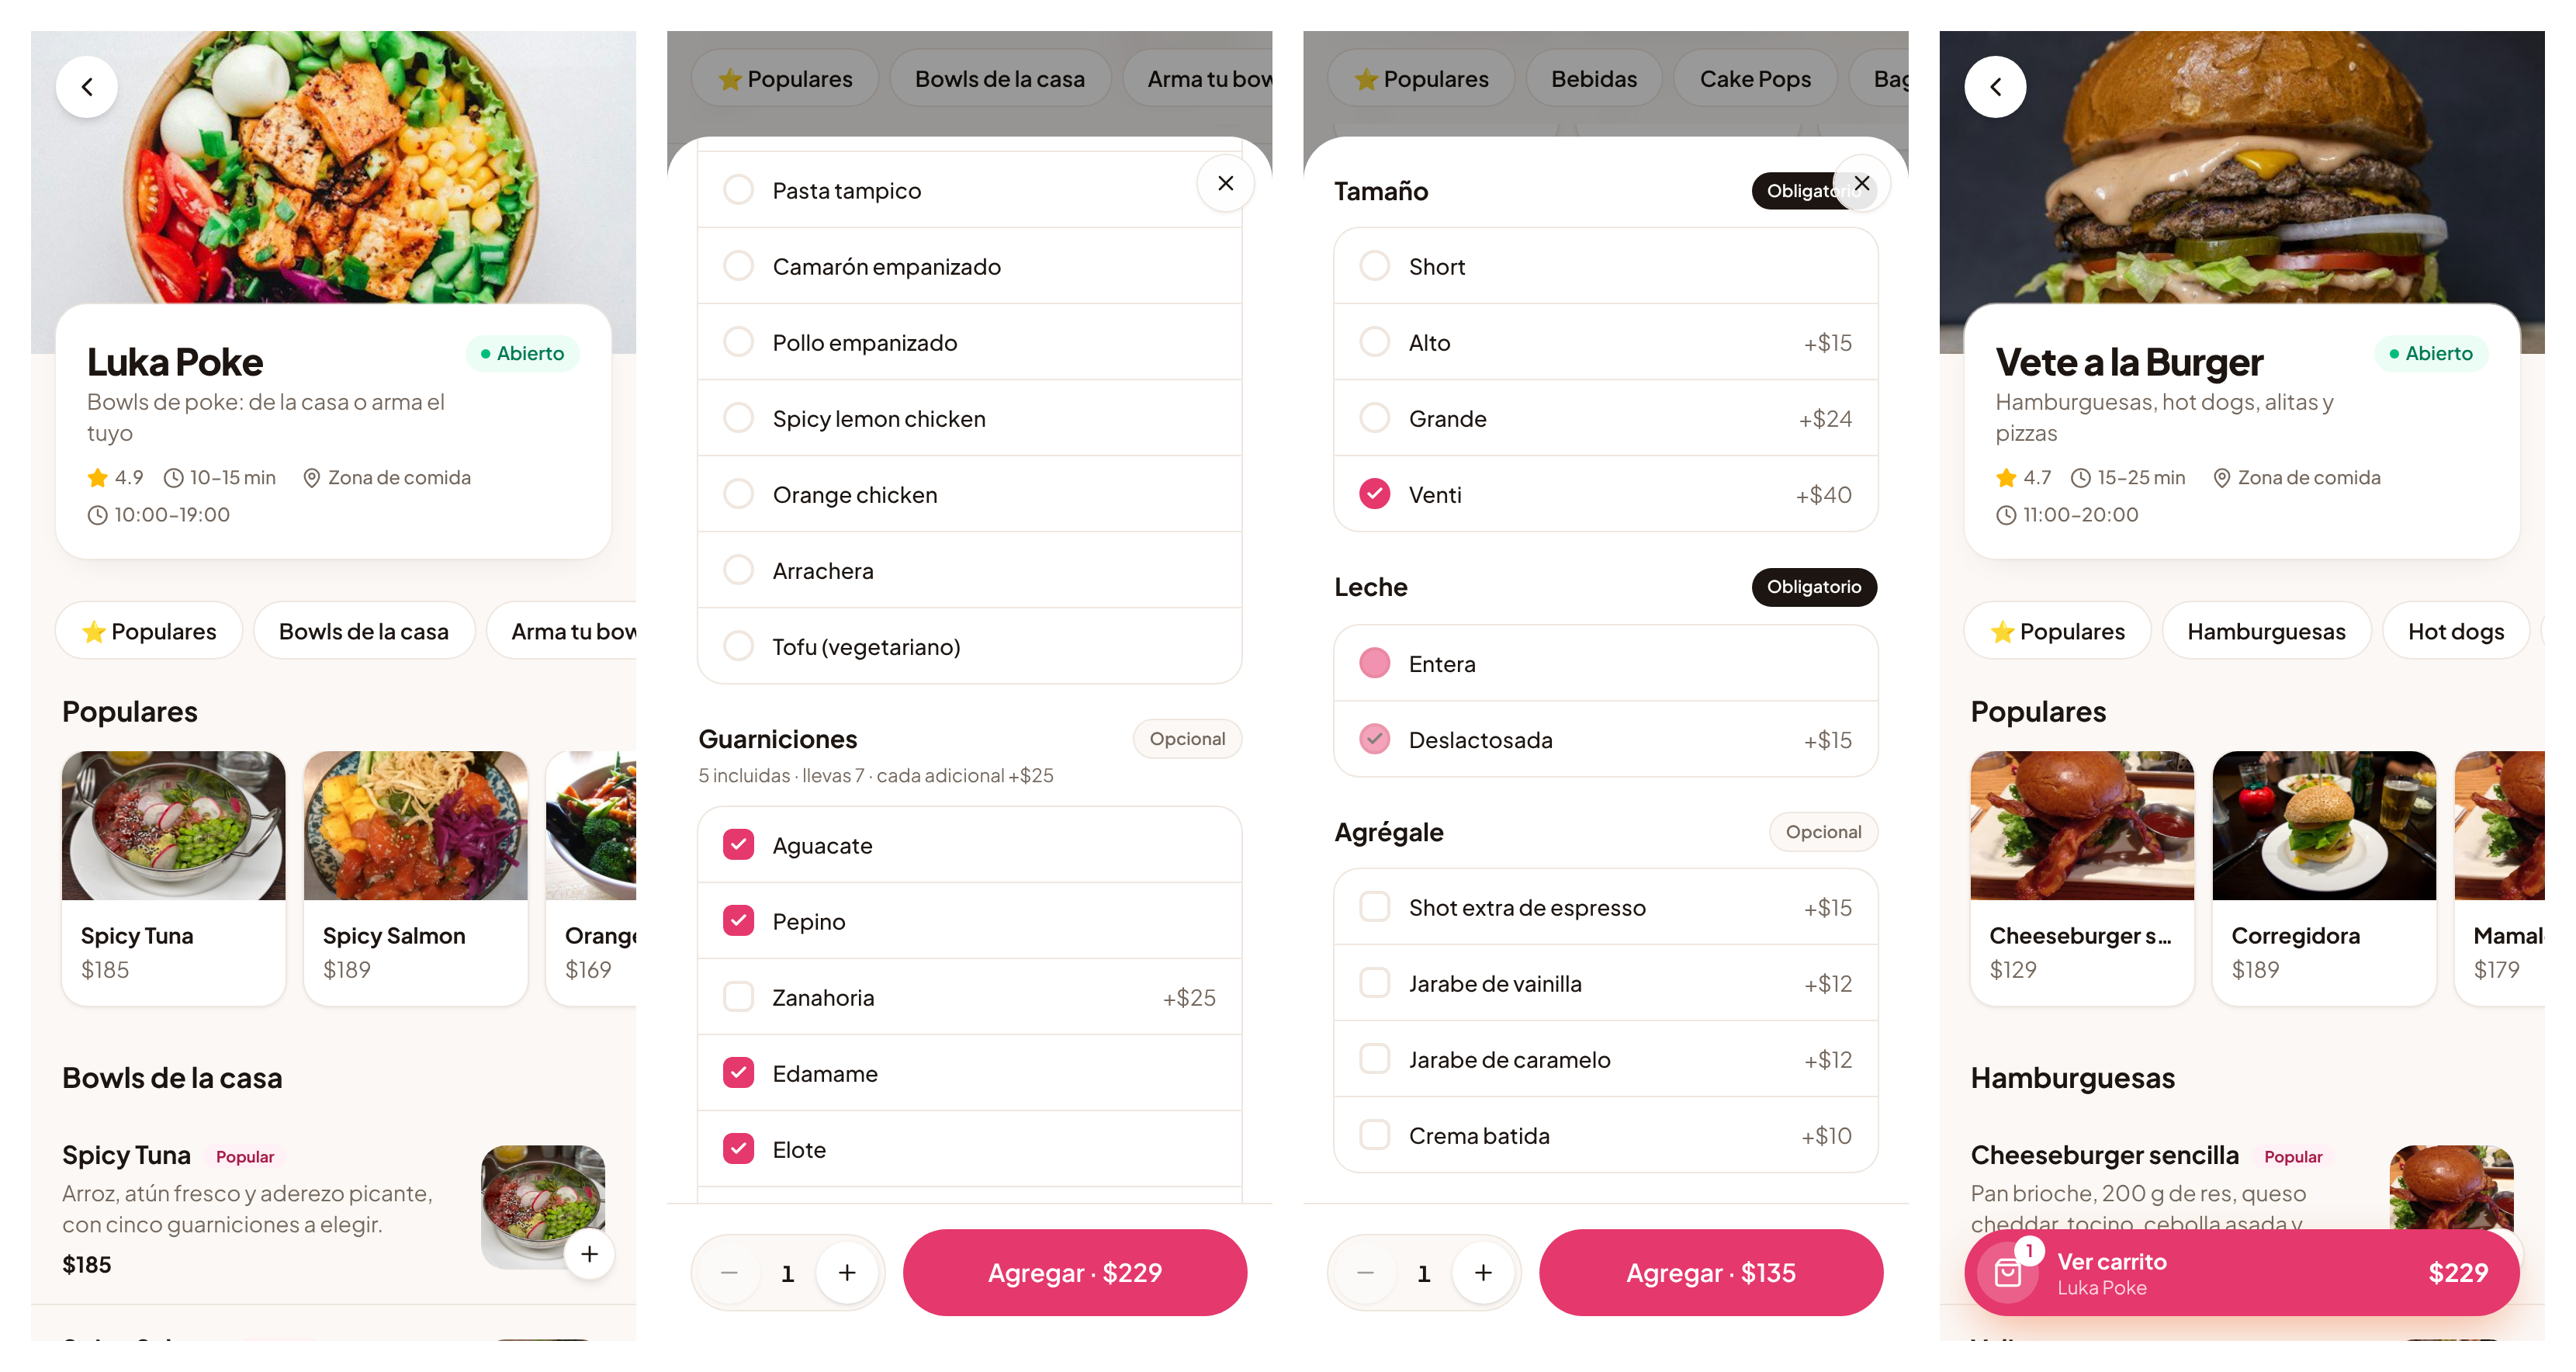 Luka Poke
Abierto
Bowls de poke: de la casa o arma el
tuyo
4.9
10–15 min
Zona de comida
10:00–19:00
⭐ Populares
Bowls de la casa
Arma tu bow
Populares
Spicy Tuna
$185
Spicy Salmon
$189
Orange
$169
Bowls de la casa
Spicy Tuna
Popular
Arroz, atún fresco y aderezo picante,
con cinco guarniciones a elegir.
$185
⭐ Populares
Bowls de la casa
Arma tu bow
Pasta tampico
Camarón empanizado
Pollo empanizado
Spicy lemon chicken
Orange chicken
Arrachera
Tofu (vegetariano)
Guarniciones
Opcional
5 incluidas · llevas 7 · cada adicional +$25
Aguacate
Pepino
Zanahoria
+$25
Edamame
Elote
1
Agregar · $229
⭐ Populares
Bebidas
Cake Pops
Bag
Tamaño
Obligatorio
Short
Alto
+$15
Grande
+$24
Venti
+$40
Leche
Obligatorio
Entera
Deslactosada
+$15
Agrégale
Opcional
Shot extra de espresso
+$15
Jarabe de vainilla
+$12
Jarabe de caramelo
+$12
Crema batida
+$10
1
Agregar · $135
Vete a la Burger
Abierto
Hamburguesas, hot dogs, alitas y
pizzas
4.7
15–25 min
Zona de comida
11:00–20:00
⭐ Populares
Hamburguesas
Hot dogs
Populares
Cheeseburger s...
$129
Corregidora
$189
Mamal
$179
Hamburguesas
Cheeseburger sencilla
Popular
Pan brioche, 200 g de res, queso
cheddar, tocino, cebolla asada y
1
Ver carrito
Luka Poke
$229